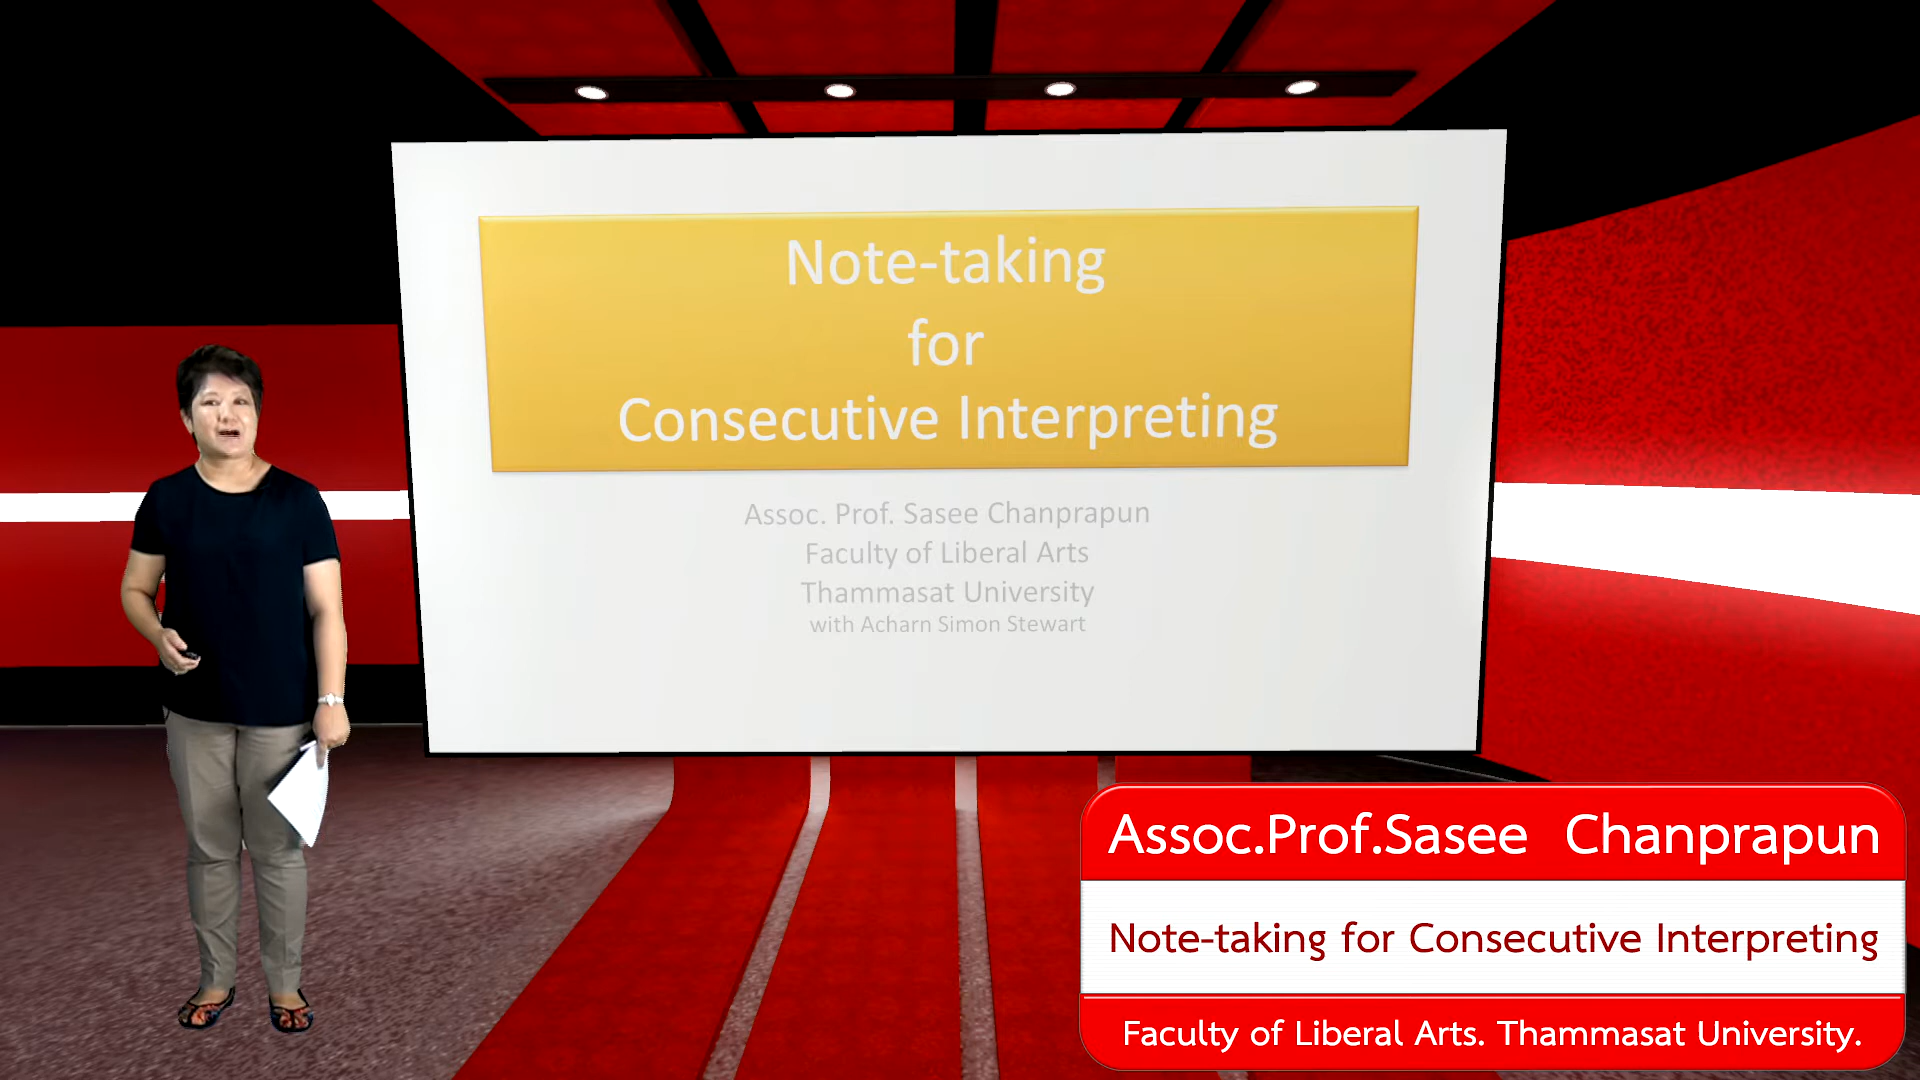 Note-taking
for
Consecutive Interpreting
Assoc. Prof. Sasee Chanprapun
Faculty of Liberal Arts
Thammasat University
with Acharn Simon Stewart
Assoc.Prof.Sasee Chanprapun
Note-taking for Consecutive Interpreting
Faculty of Liberal Arts. Thammasat University.